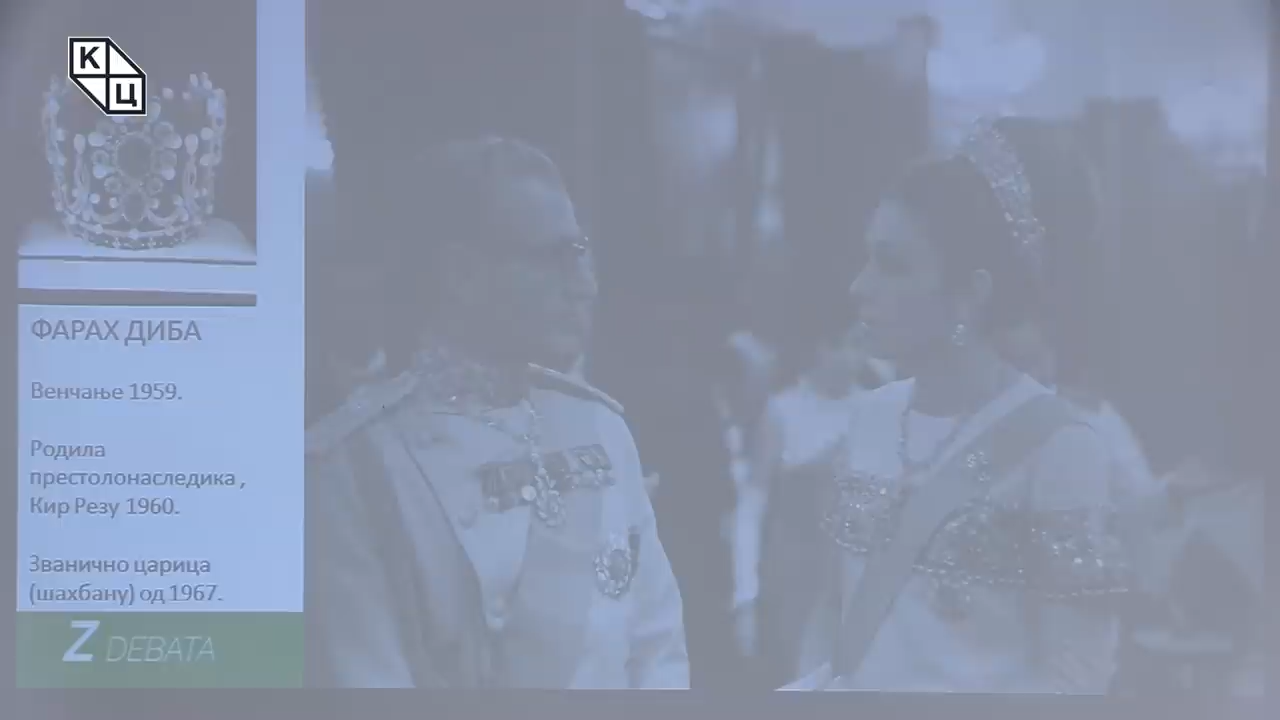 К
Ц
ФАРАХ ДИБА
Венчање 1959.
Родила
престолонаследика ,
Кир Резу 1960.
Званично царица
(шахбану) од 1967.
Z DEBATA